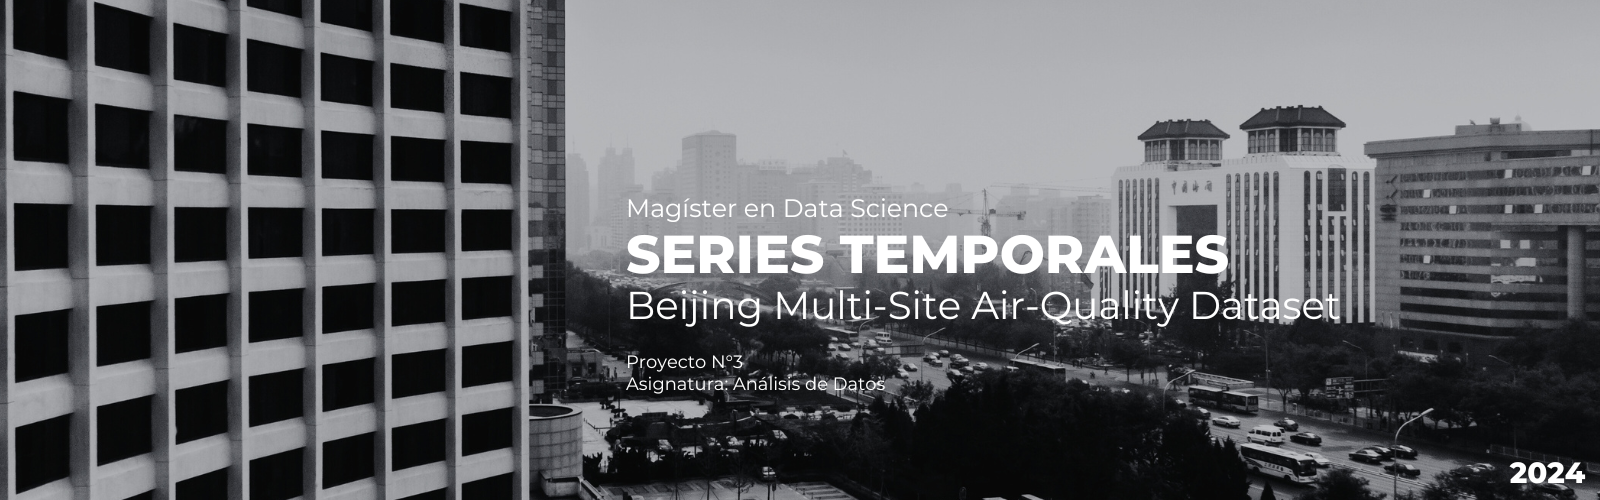 Magíster en Data Science
SERIES TEMPORALES
Beijing Multi-Site Air-Quality Dataset
Proyecto N°3
Asignatura: Análisis de Datos
2024